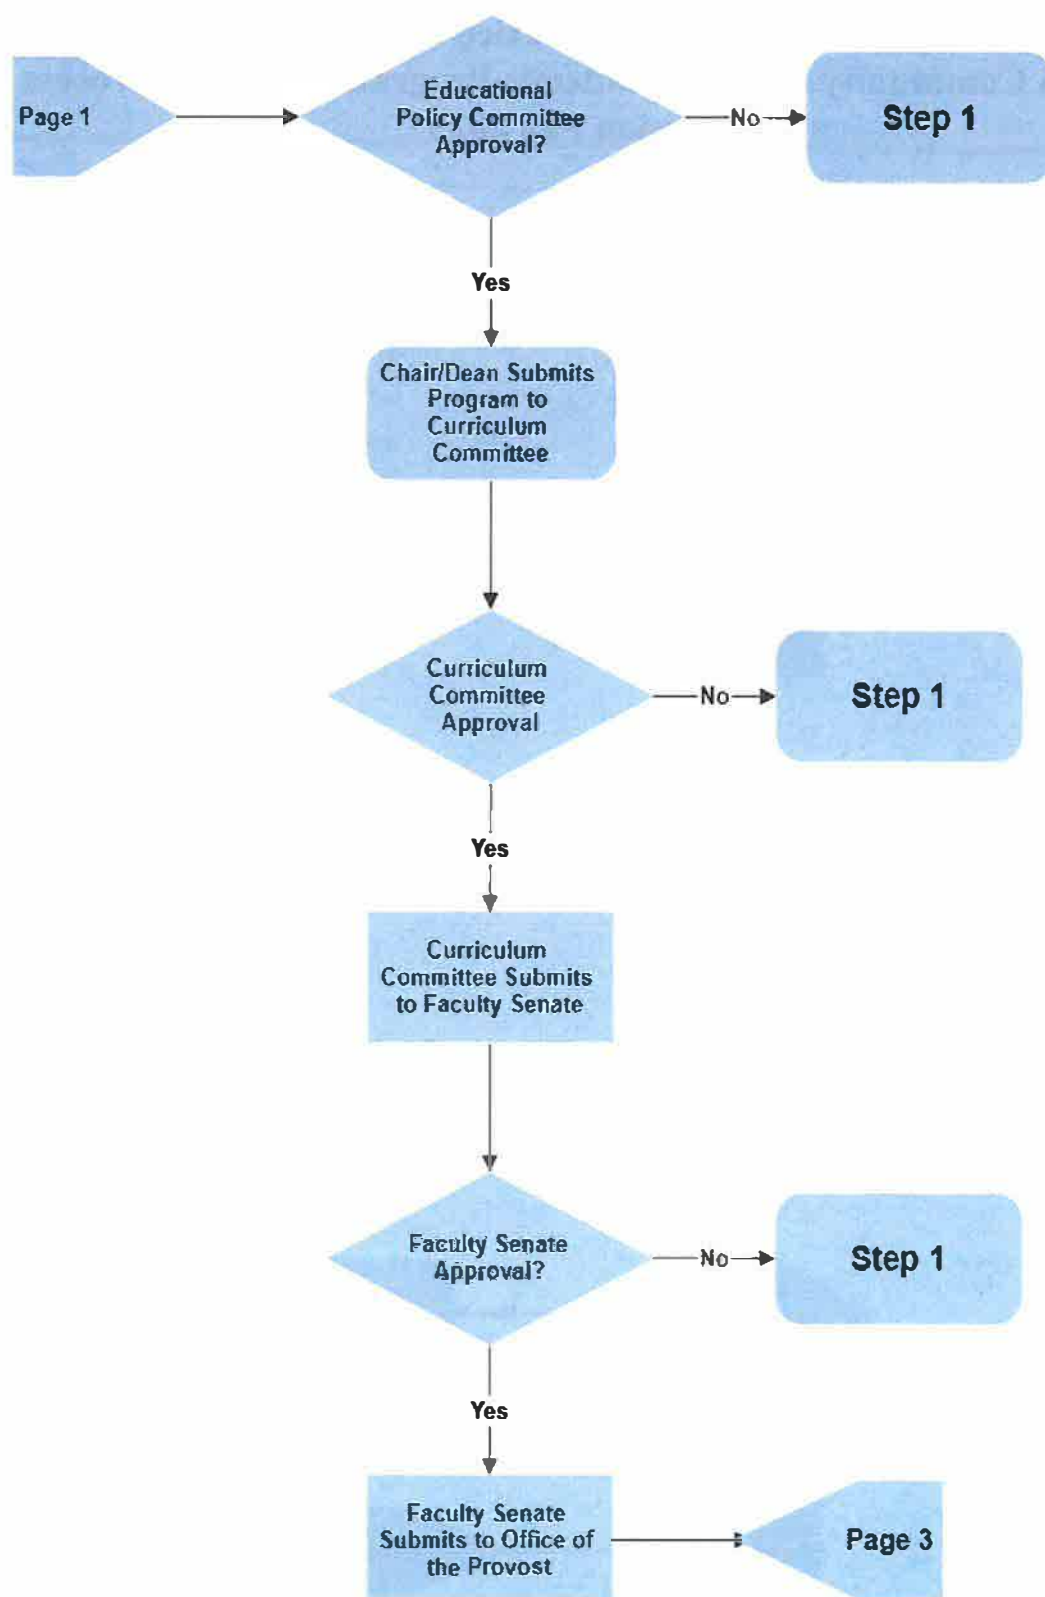 Page 1
Educational
Policy Committee
Approval?
No
Step 1
Yes
Chair/Dean Submits
Program to
Curriculum
Committee
Curriculum
Committee
Approval
No
Step 1
Yes
Curriculum
Committee Submits
to Faculty Senate
Faculty Senate
Approval?
No
Step 1
Yes
Faculty Senate
Submits to Office of
the Provost
Page 3